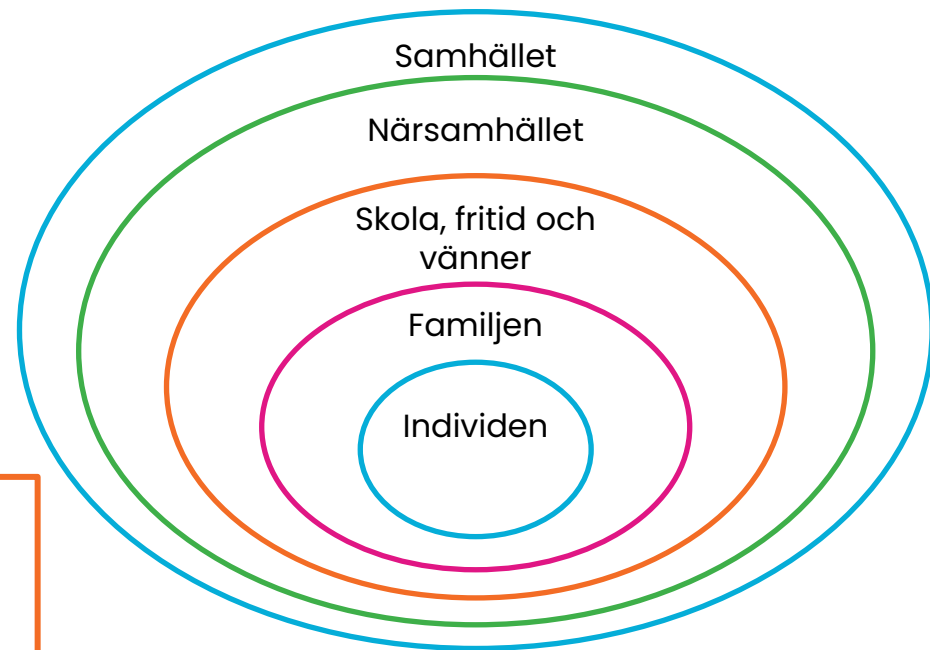 Samhället
Närsamhället
Skola, fritid och
vänner
Familjen
Individen